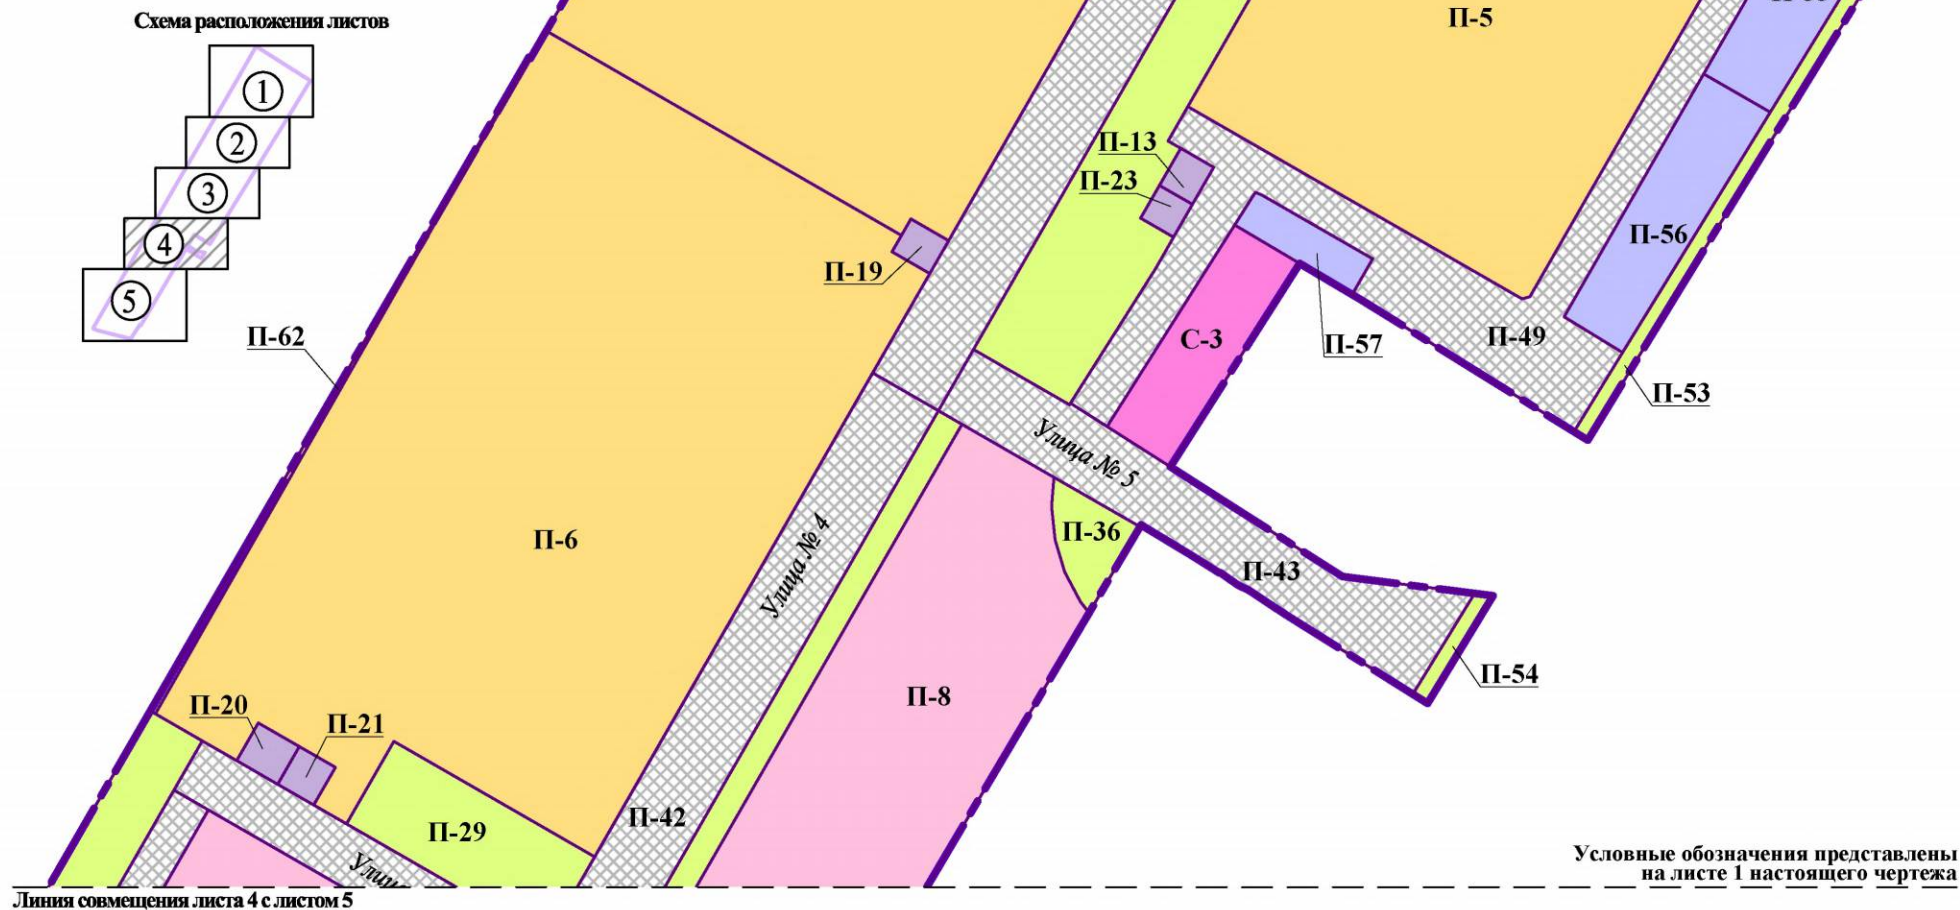 Схема расположения листов
1
2
3
4
5
П-5
П-13
П-23
П-19
П-56
П-62
С-3
П-57
П-49
П-53
Улица № 5
П-6
Улица № 4
П-36
П-43
П-54
П-8
П-20
П-21
П-42
П-29
Условные обозначения представлены
на листе 1 настоящего чертежа
Линия совмещения листа 4 с листом 5